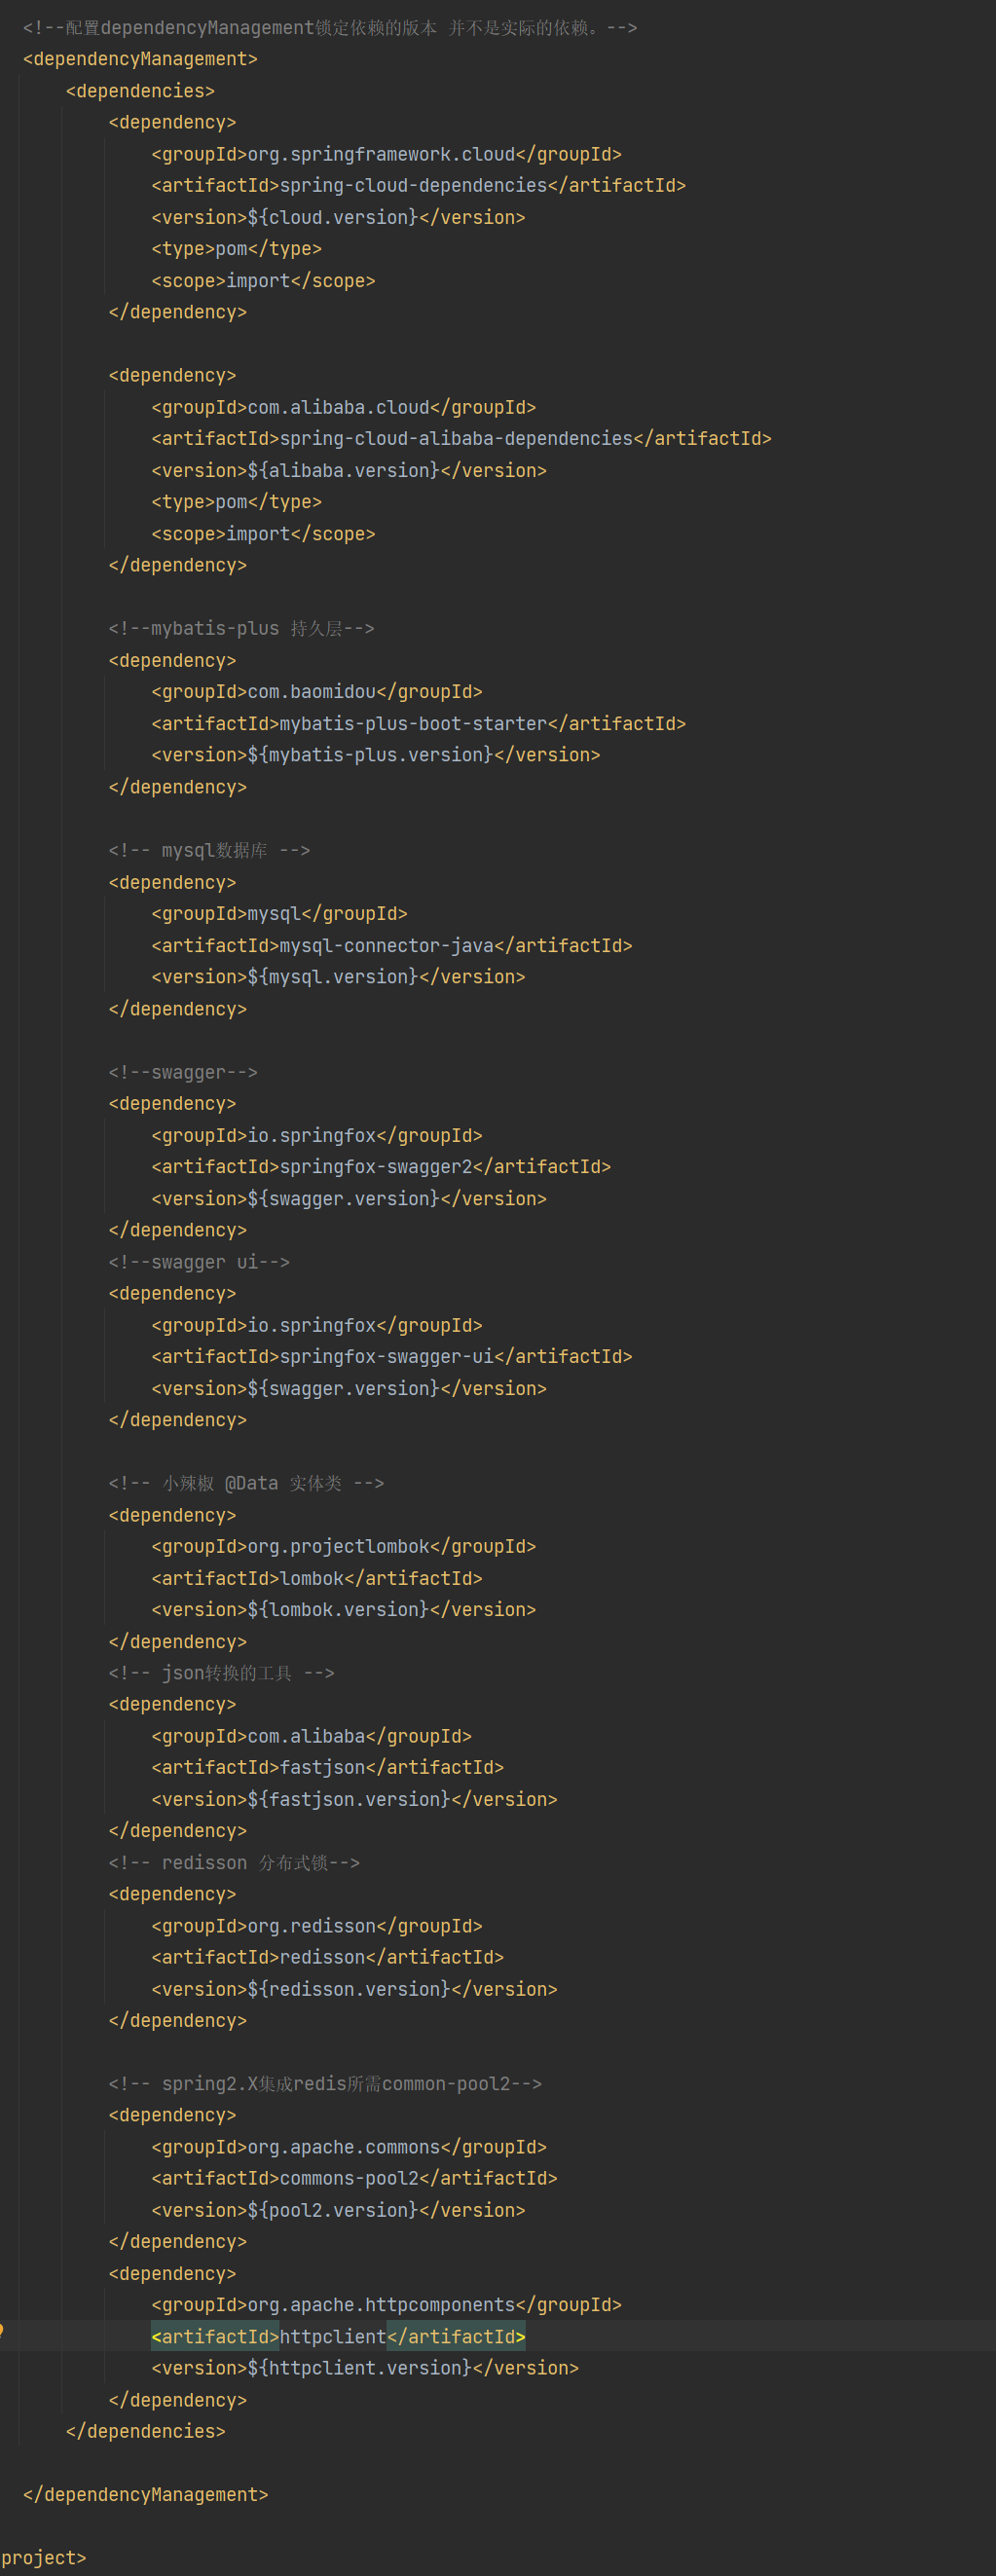 <!--配置dependencyManagement锁定依赖的版本 并不是实际的依赖。-->
<dependencyManagement>
<dependencies>
<dependency>
<groupId>org.springframework.cloud</groupId>
<artifactId>spring-cloud-dependencies</artifactId>
<version>${cloud.version}</version>
<type>pom</type>
<scope>import</scope>
</dependency>
<dependency>
<groupId>com.alibaba.cloud</groupId>
<artifactId>spring-cloud-alibaba-dependencies</artifactId>
<version>${alibaba.version}</version>
<type>pom</type>
<scope>import</scope>
</dependency>
<!--mybatis-plus 持久层-->
<dependency>
<groupId>com.baomidou</groupId>
<artifactId>mybatis-plus-boot-starter</artifactId>
<version>${mybatis-plus.version}</version>
</dependency>
<!-- mysql数据库 -->
<dependency>
<groupId>mysql</groupId>
<artifactId>mysql-connector-java</artifactId>
<version>${mysql.version}</version>
</dependency>
<!--swagger-->
<dependency>
<groupId>io.springfox</groupId>
<artifactId>springfox-swagger2</artifactId>
<version>${swagger.version}</version>
</dependency>
<!--swagger ui-->
<dependency>
<groupId>io.springfox</groupId>
<artifactId>springfox-swagger-ui</artifactId>
<version>${swagger.version}</version>
</dependency>
<!-- 小辣椒 @Data 实体类 -->
<dependency>
<groupId>org.projectlombok</groupId>
<artifactId>lombok</artifactId>
<version>${lombok.version}</version>
</dependency>
<!-- json转换的工具 -->
<dependency>
<groupId>com.alibaba</groupId>
<artifactId>fastjson</artifactId>
<version>${fastjson.version}</version>
</dependency>
<!-- redisson 分布式锁-->
<dependency>
<groupId>org.redisson</groupId>
<artifactId>redisson</artifactId>
<version>${redisson.version}</version>
</dependency>
<!-- spring2.X集成redis所需common-pool2-->
<dependency>
<groupId>org.apache.commons</groupId>
<artifactId>commons-pool2</artifactId>
<version>${pool2.version}</version>
</dependency>
<dependency>
<groupId>org.apache.httpcomponents</groupId>
<artifactId>httpclient</artifactId>
<version>${httpclient.version}</version>
</dependency>
</dependencies>
</dependencyManagement>
project>